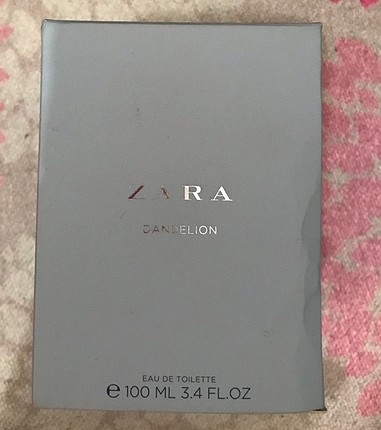 ZARA
DANDELION
EAU DE TOILETTE
℮ 100 ML 3.4 FL.OZ